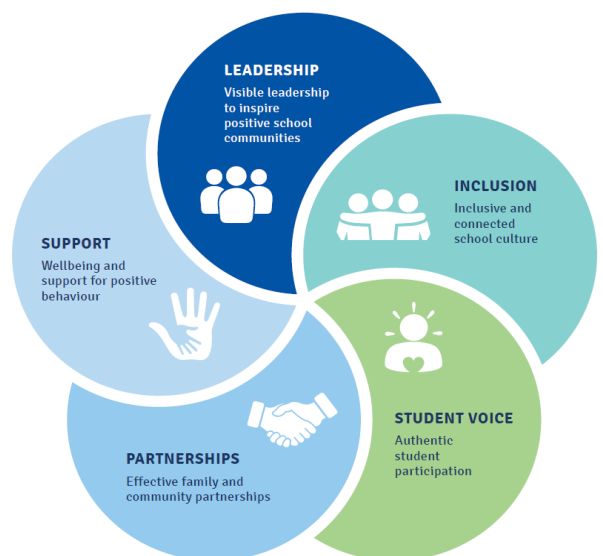 LEADERSHIP
Visible leadership
to inspire
positive school
communities
INCLUSION
Inclusive and
connected
school culture
SUPPORT
Wellbeing and
support for positive
behaviour
STUDENT VOICE
Authentic
student
participation
PARTNERSHIPS
Effective family and
community partnerships